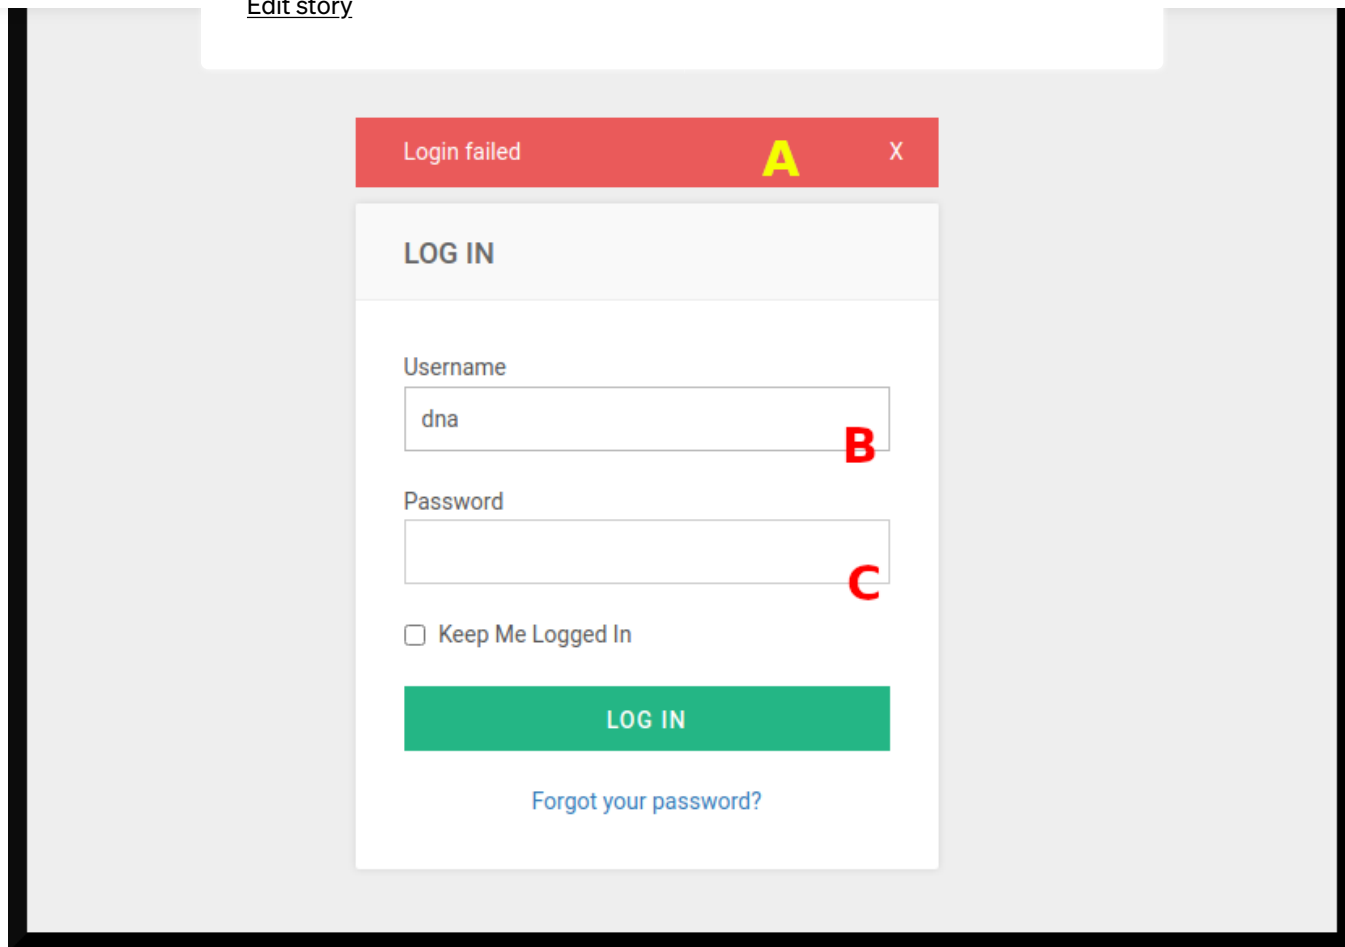 Edit story
Login failed A X
LOG IN
Username
dna
B
Password
C
Keep Me Logged In
LOG IN
Forgot your password?